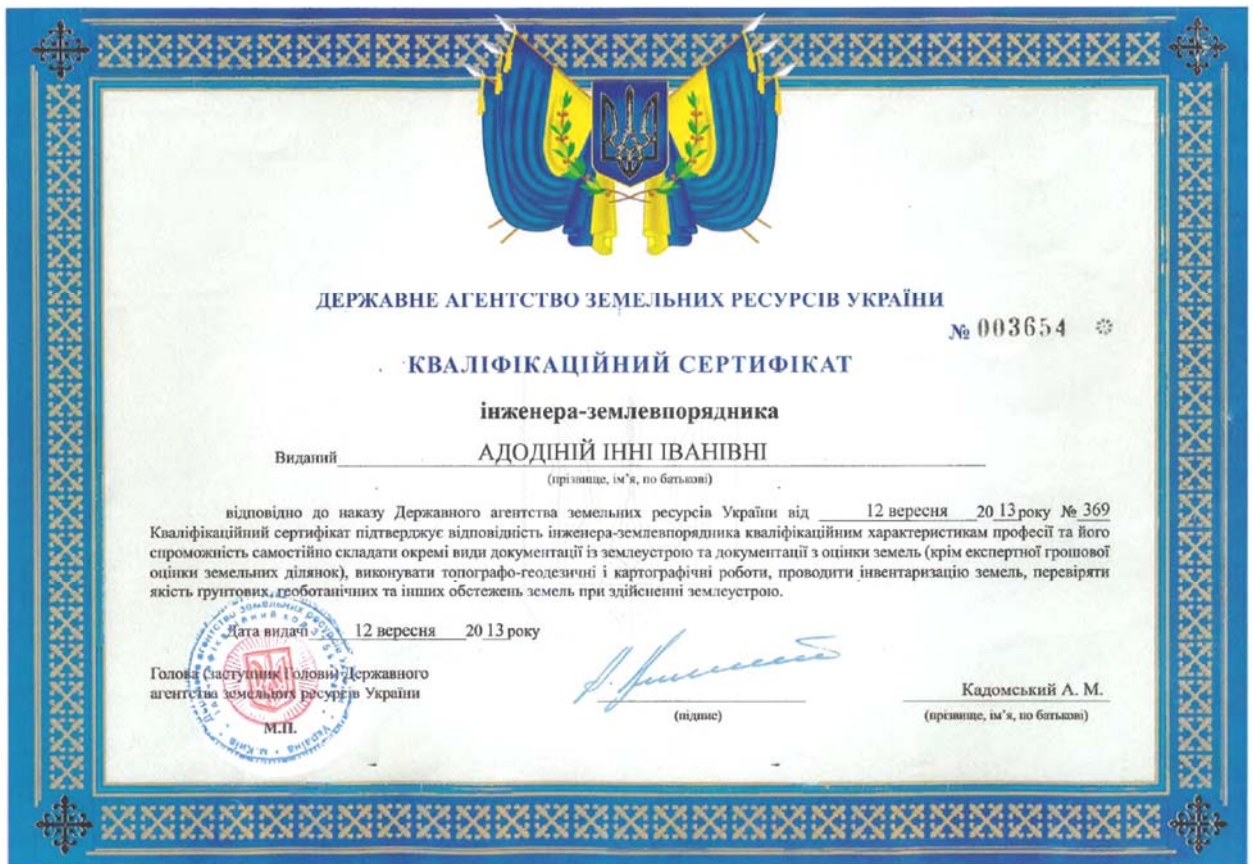 ДЕРЖАВНЕ АГЕНТСТВО ЗЕМЕЛЬНИХ РЕСУРСІВ УКРАЇНИ
№ 003654
КВАЛІФІКАЦІЙНИЙ СЕРТИФІКАТ
інженера-землевпорядника
Виданий АДОДІНІЙ ІННІ ІВАНІВНІ
(прізвище, ім’я, по батькові)
відповідно до наказу Державного агентства земельних ресурсів України від 12 вересня 20 13 року № 369
Кваліфікаційний сертифікат підтверджує відповідність інженера-землевпорядника кваліфікаційним характеристикам професії та його
спроможність самостійно складати окремі види документації із землеустрою та документації з оцінки земель (крім експертної грошової
оцінки земельних ділянок), виконувати топографо-геодезичні і картографічні роботи, проводити інвентаризацію земель, перевіряти
якість ґрунтових, геоботанічних та інших обстежень земель при здійсненні землеустрою.
Дата видачі 12 вересня 20 13 року
Голова (заступник Голови) Державного
агентства земельних ресурсів України
Кадомський А. М.
(підпис) (прізвище, ім’я, по батькові)
М.П.
Україна * м.Київ